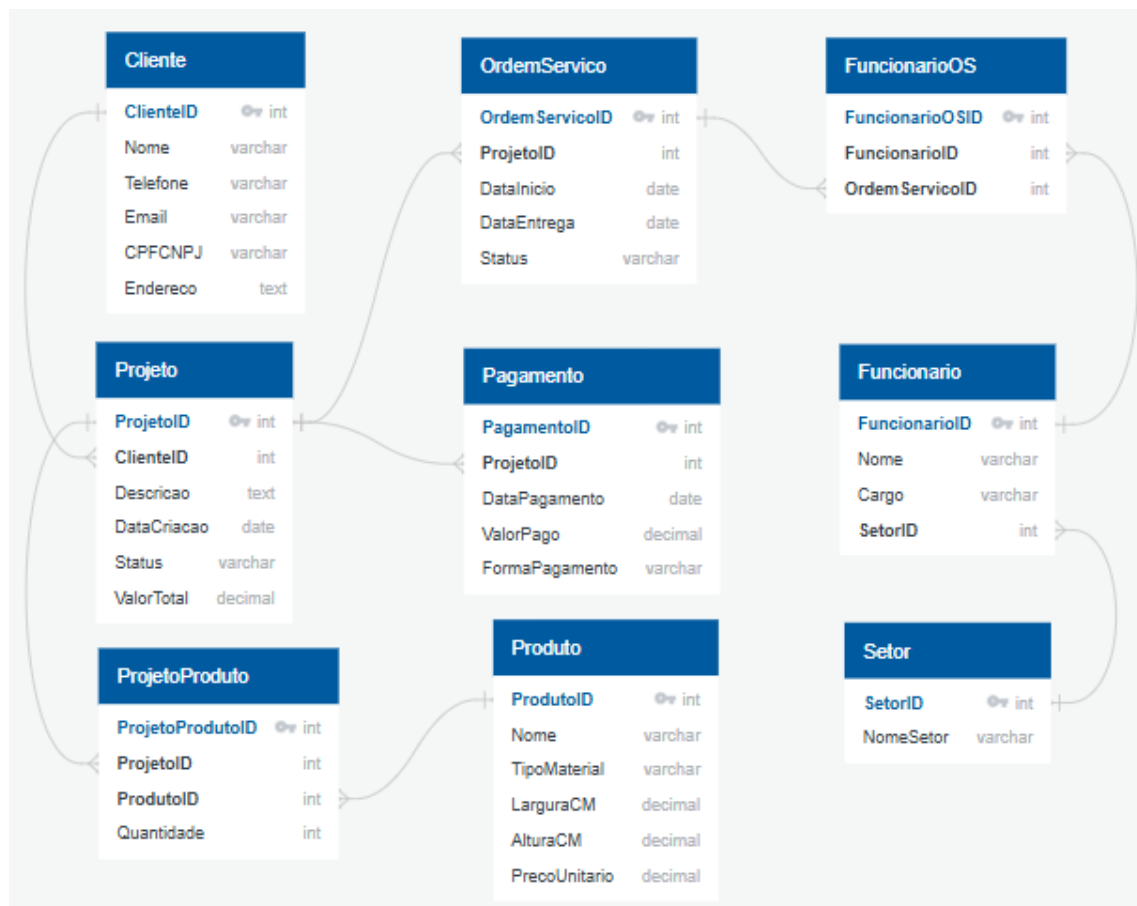 Cliente
ClienteID int
Nome varchar
Telefone varchar
Email varchar
CPFCNPJ varchar
Endereco text
Projeto
ProjetoID int
ClienteID int
Descricao text
DataCriacao date
Status varchar
ValorTotal decimal
ProjetoProduto
ProjetoProdutoID int
ProjetoID int
ProdutoID int
Quantidade int
OrdemServico
OrdemServicoID int
ProjetoID int
DataInicio date
DataEntrega date
Status varchar
Pagamento
PagamentoID int
ProjetoID int
DataPagamento date
ValorPago decimal
FormaPagamento varchar
Produto
ProdutoID int
Nome varchar
TipoMaterial varchar
LarguraCM decimal
AlturaCM decimal
PrecoUnitario decimal
FuncionarioOS
FuncionarioOSID int
FuncionarioID int
OrdemServicoID int
Funcionario
FuncionarioID int
Nome varchar
Cargo varchar
SetorID int
Setor
SetorID int
NomeSetor varchar